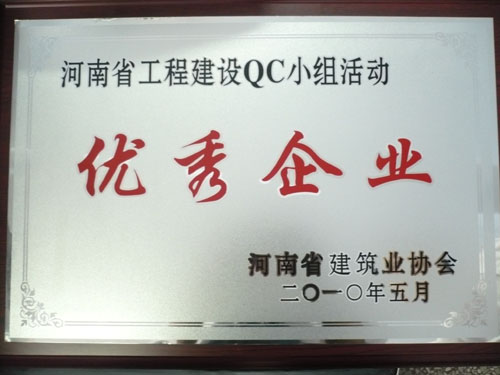 河南省工程建设QC小组活动
优秀企业
河南省建筑业协会
二〇一〇年五月